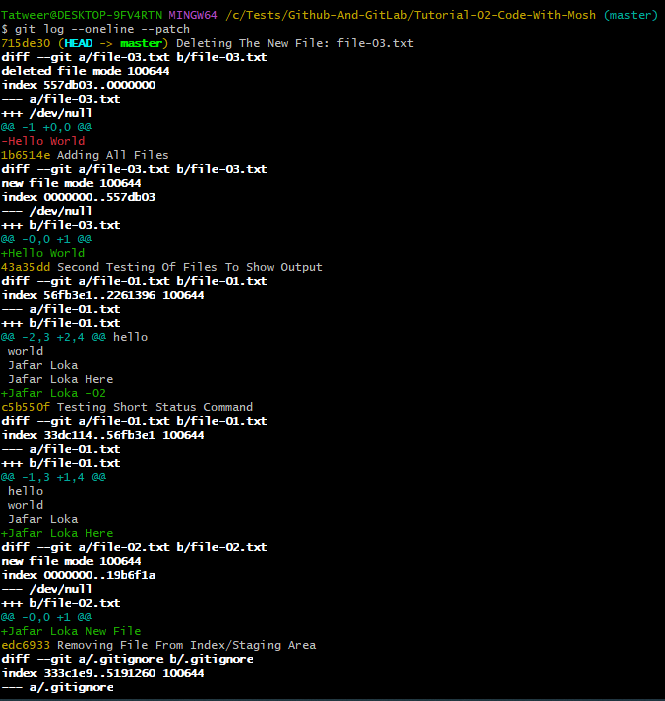 Tatweer@DESKTOP-9FV4RTN MINGW64 /c/Tests/Github-And-GitLab/Tutorial-02-Code-With-Mosh (master)
$ git log --oneline --patch
715de30 (HEAD -> master) Deleting The New File: file-03.txt
diff --git a/file-03.txt b/file-03.txt
deleted file mode 100644
index 557db03..0000000
--- a/file-03.txt
+++ /dev/null
@@ -1 +0,0 @@
-Hello World
1b6514e Adding All Files
diff --git a/file-03.txt b/file-03.txt
new file mode 100644
index 0000000..557db03
--- /dev/null
+++ b/file-03.txt
@@ -0,0 +1 @@
+Hello World
43a35dd Second Testing Of Files To Show Output
diff --git a/file-01.txt b/file-01.txt
index 56fb3e1..2261396 100644
--- a/file-01.txt
+++ b/file-01.txt
@@ -2,3 +2,4 @@ hello
 world
 Jafar Loka
 Jafar Loka Here
+Jafar Loka -02
c5b550f Testing Short Status Command
diff --git a/file-01.txt b/file-01.txt
index 33dc114..56fb3e1 100644
--- a/file-01.txt
+++ b/file-01.txt
@@ -1,3 +1,4 @@
 hello
 world
 Jafar Loka
+Jafar Loka Here
diff --git a/file-02.txt b/file-02.txt
new file mode 100644
index 0000000..19b6f1a
--- /dev/null
+++ b/file-02.txt
@@ -0,0 +1 @@
+Jafar Loka New File
edc6933 Removing File From Index/Staging Area
diff --git a/.gitignore b/.gitignore
index 333c1e9..5191260 100644
--- a/.gitignore